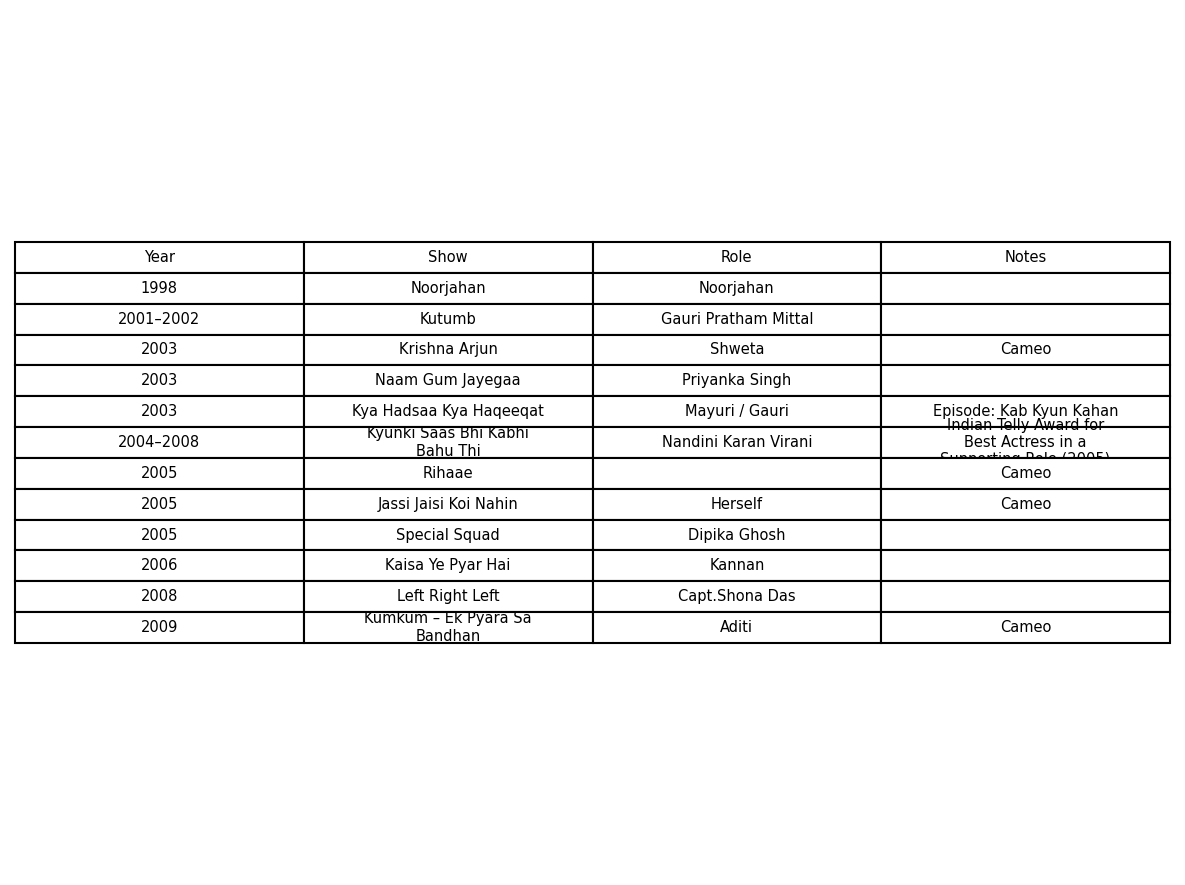 Year Show Role Notes
1998 Noorjahan Noorjahan
2001–2002 Kutumb Gauri Pratham Mittal
2003 Krishna Arjun Shweta Cameo
2003 Naam Gum Jayegaa Priyanka Singh
2003 Kya Hadsaa Kya Haqeeqat Mayuri / Gauri Episode: Kab Kyun Kahan
2004–2008 Kyunki Saas Bhi Kabhi
Bahu Thi Nandini Karan Virani Indian Telly Award for
Best Actress in a
Supporting Role (2005)
2005 Rihaae Cameo
2005 Jassi Jaisi Koi Nahin Herself Cameo
2005 Special Squad Dipika Ghosh
2006 Kaisa Ye Pyar Hai Kannan
2008 Left Right Left Capt.Shona Das
2009 Kumkum – Ek Pyara Sa
Bandhan Aditi Cameo